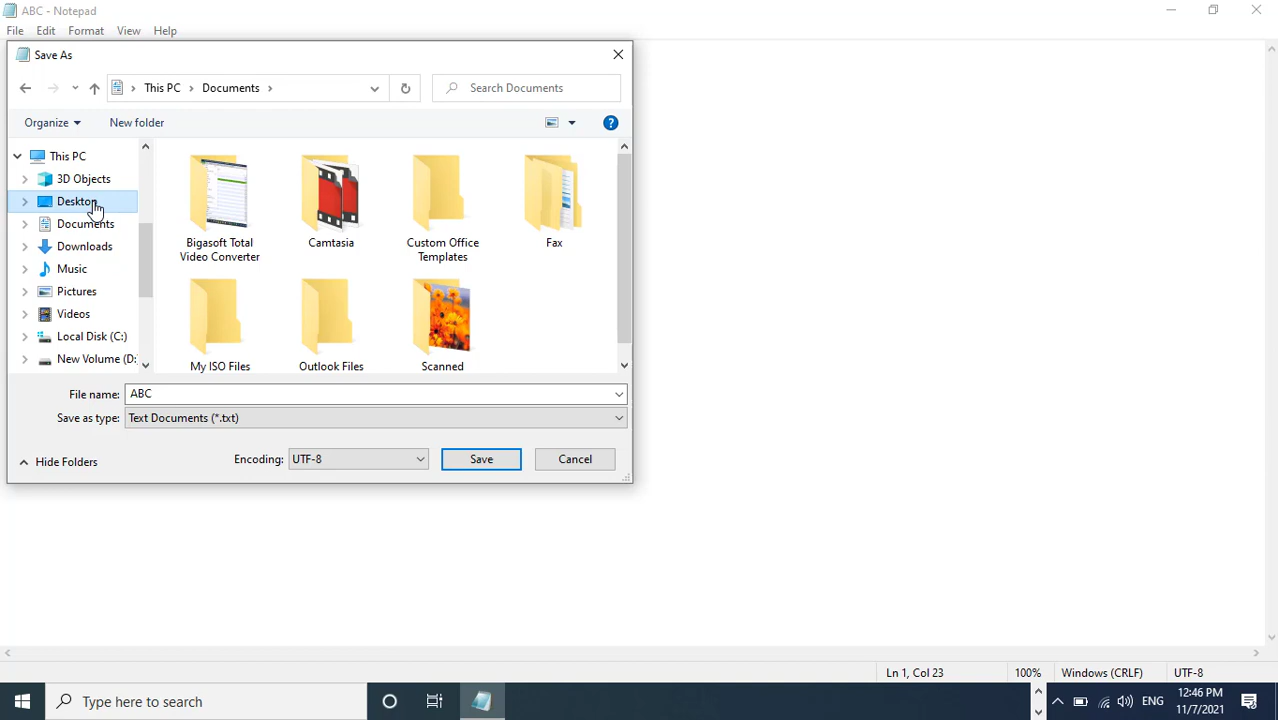 ABC - Notepad
File Edit Format View Help
Save As
This PC Documents
Search Documents
Organize New folder
This PC
3D Objects
Desktop
Documents
Downloads
Music
Pictures
Videos
Local Disk (C:)
New Volume (D:
Bigasoft Total
Video Converter
Camtasia
Custom Office
Templates
Fax
My ISO Files
Outlook Files
Scanned
File name: ABC
Save as type: Text Documents (*.txt)
Hide Folders
Encoding: UTF-8
Save
Cancel
Ln 1, Col 23 100% Windows (CRLF) UTF-8
Type here to search
ENG
12:46 PM
11/7/2021